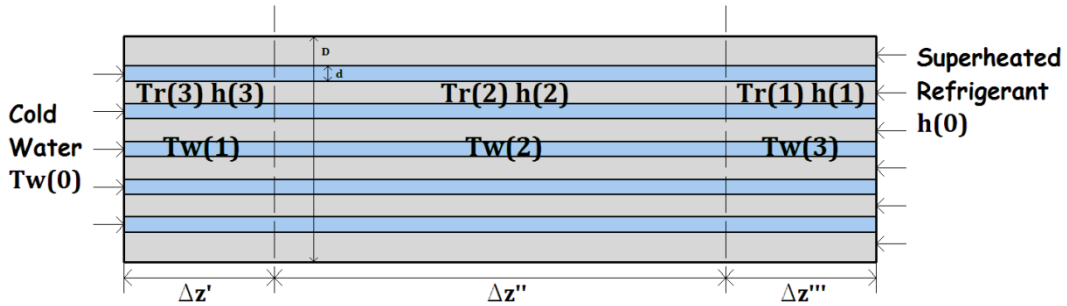 D
d
Tr(3) h(3)
Tr(2) h(2)
Tr(1) h(1)
Superheated
Refrigerant
h(0)
Cold
Water
Tw(0)
Tw(1)
Tw(2)
Tw(3)
Δz'
Δz''
Δz'''